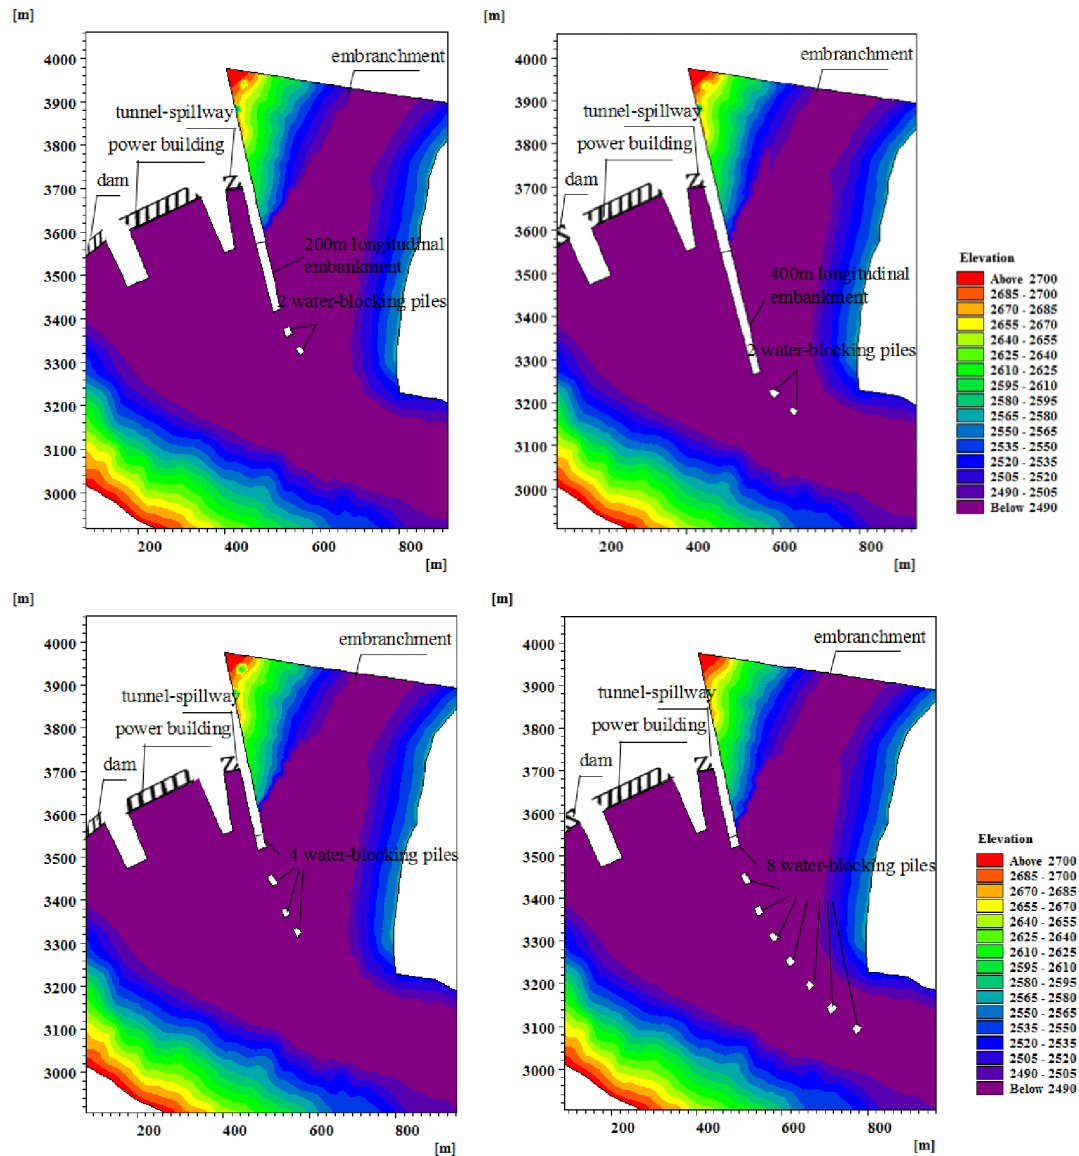 [m]
4000
3900
3800
3700
3600
3500
3400
3300
3200
3100
3000
200
400
600
800
[m]
embranchment
tunnel-spillway
power building
dam
200m longitudinal
embankment
2 water-blocking piles
[m]
4000
3900
3800
3700
3600
3500
3400
3300
3200
3100
3000
200
400
600
800
[m]
embranchment
tunnel-spillway
power building
dam
400m longitudinal
embankment
2 water-blocking piles
Elevation
Above 2700
2685 - 2700
2670 - 2685
2655 - 2670
2640 - 2655
2625 - 2640
2610 - 2625
2595 - 2610
2580 - 2595
2565 - 2580
2550 - 2565
2535 - 2550
2520 - 2535
2505 - 2520
2490 - 2505
Below 2490
[m]
4000
3900
3800
3700
3600
3500
3400
3300
3200
3100
3000
200
400
600
800
[m]
embranchment
tunnel-spillway
power building
dam
4 water-blocking piles
[m]
4000
3900
3800
3700
3600
3500
3400
3300
3200
3100
3000
200
400
600
800
[m]
embranchment
tunnel-spillway
power building
dam
8 water-blocking piles
Elevation
Above 2700
2685 - 2700
2670 - 2685
2655 - 2670
2640 - 2655
2625 - 2640
2610 - 2625
2595 - 2610
2580 - 2595
2565 - 2580
2550 - 2565
2535 - 2550
2520 - 2535
2505 - 2520
2490 - 2505
Below 2490